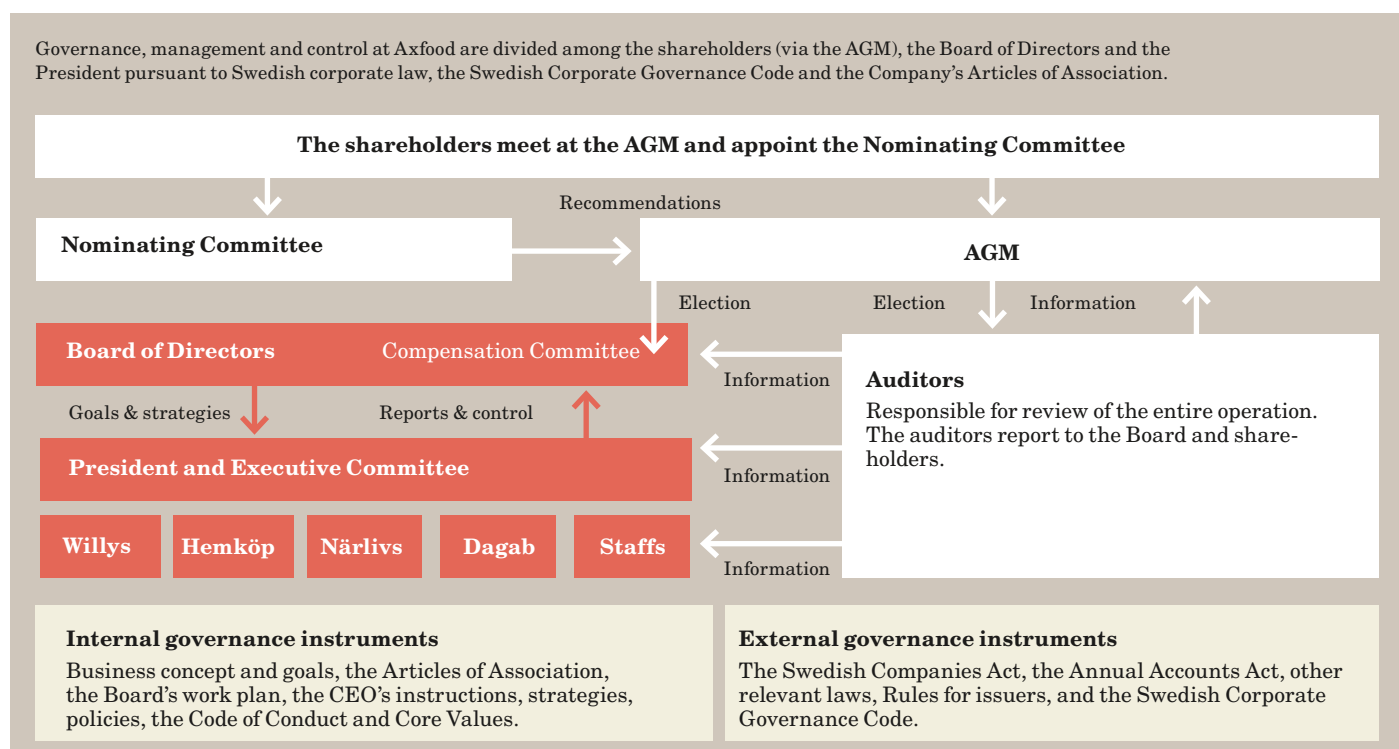 Governance, management and control at Axfood are divided among the shareholders (via the AGM), the Board of Directors and the
President pursuant to Swedish corporate law, the Swedish Corporate Governance Code and the Company's Articles of Association.
The shareholders meet at the AGM and appoint the Nominating Committee
Recommendations
Nominating Committee
AGM
Election
Election
Information
Board of Directors
Compensation Committee
Information
Goals & strategies
Reports & control
President and Executive Committee
Information
Willys
Hemköp
Närlivs
Dagab
Staffs
Information
Auditors
Responsible for review of the entire operation.
The auditors report to the Board and share-
holders.
Internal governance instruments
Business concept and goals, the Articles of Association,
the Board's work plan, the CEO's instructions, strategies,
policies, the Code of Conduct and Core Values.
External governance instruments
The Swedish Companies Act, the Annual Accounts Act, other
relevant laws, Rules for issuers, and the Swedish Corporate
Governance Code.